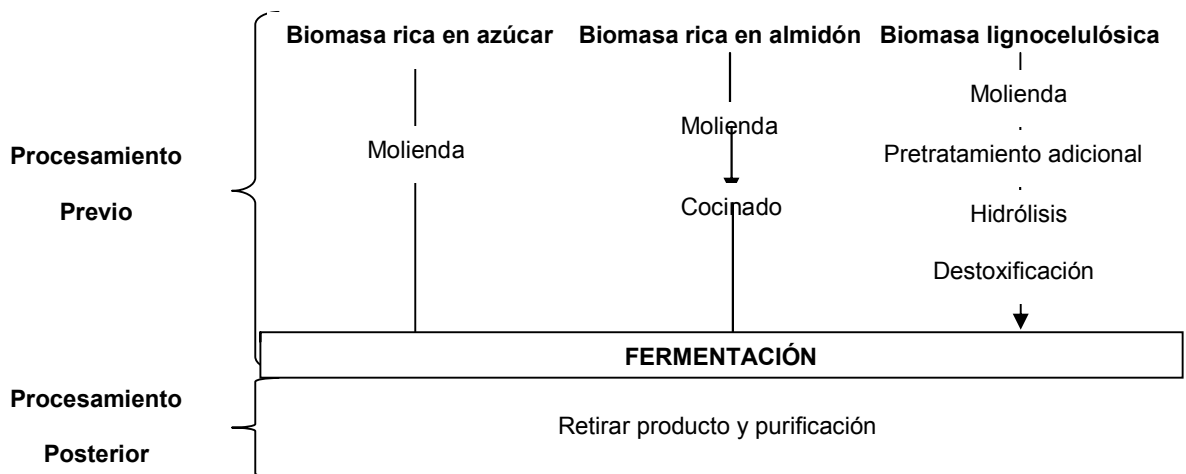 Biomasa rica en azúcar Biomasa rica en almidón Biomasa lignocelulósica
Molienda
Molienda
Molienda
Procesamiento
Previo
Pretratamiento adicional
Cocinado
Hidrólisis
Destoxificación
FERMENTACIÓN
Procesamiento
Posterior
Retirar producto y purificación